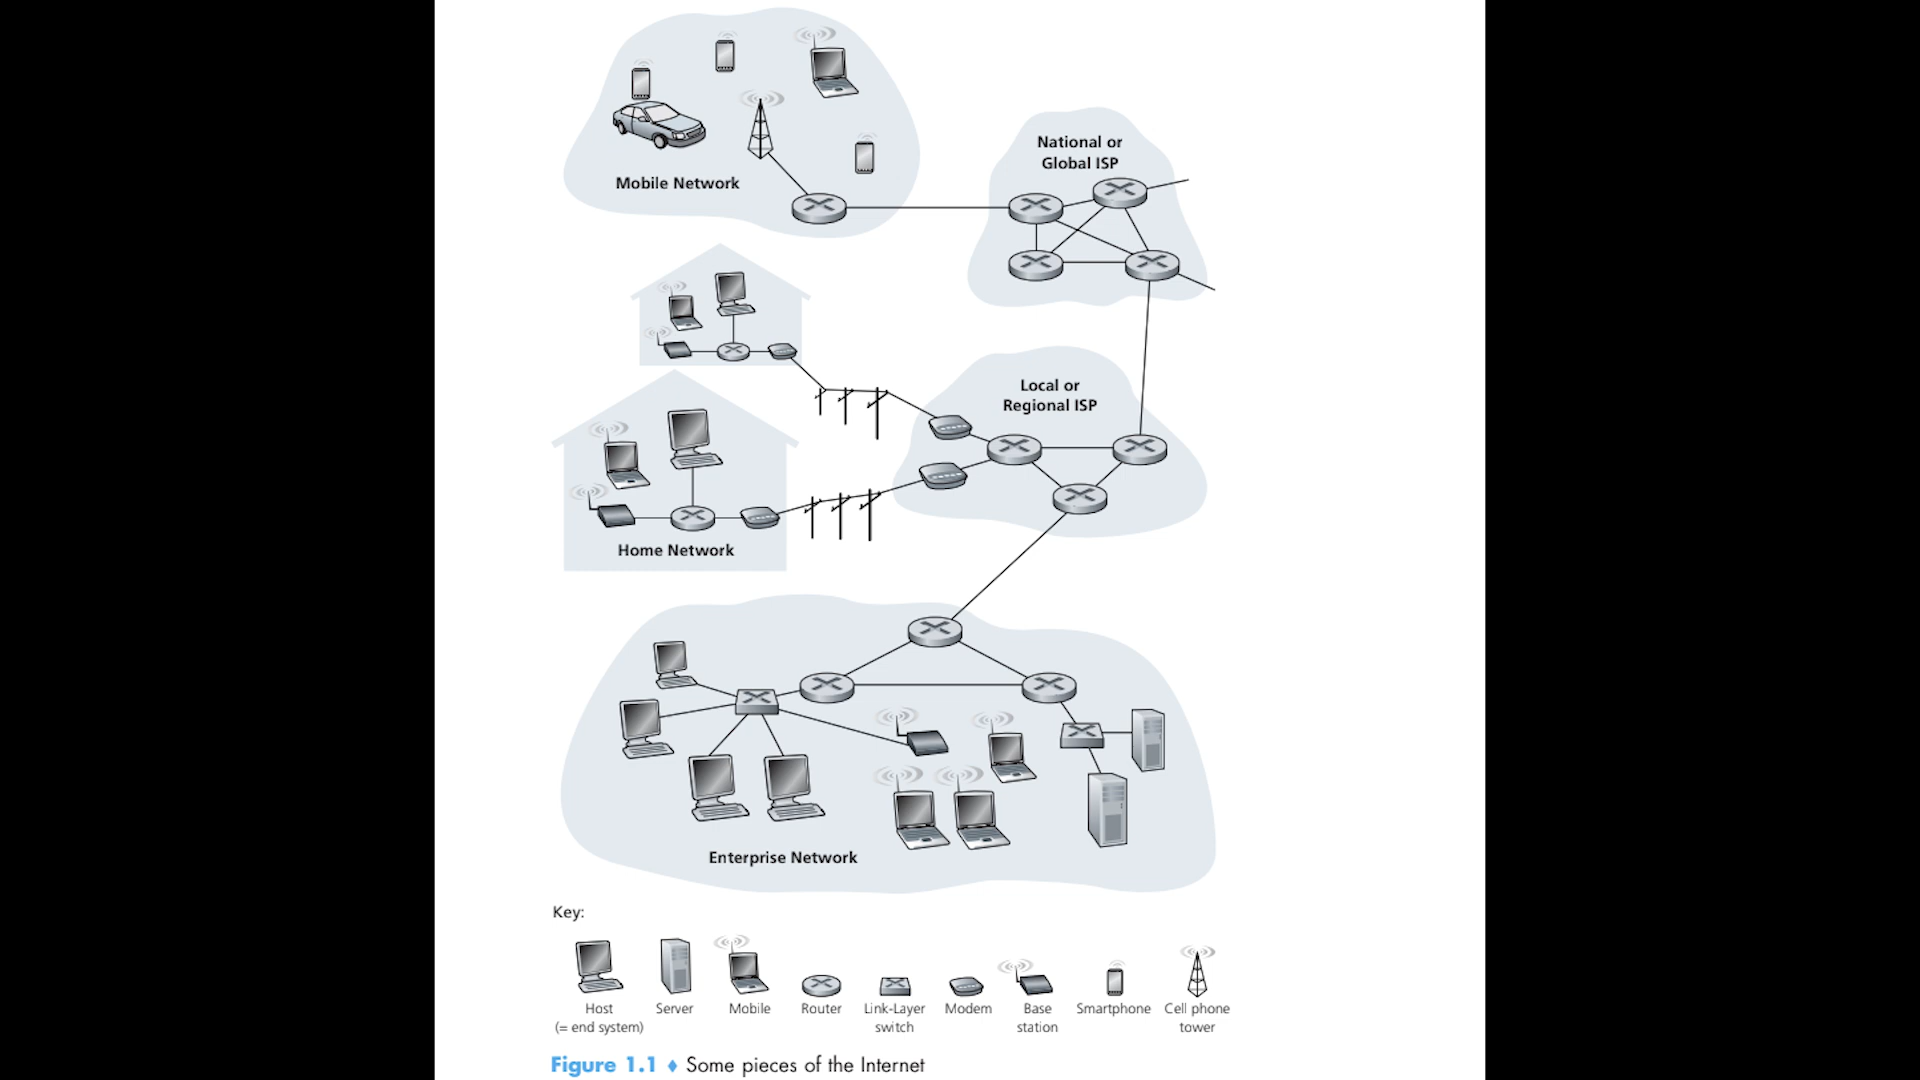 Mobile Network
National or
Global ISP
Local or
Regional ISP
Home Network
Enterprise Network
Key:
Host
(= end system)
Server
Mobile
Router
Link-Layer
switch
Modem
Base
station
Smartphone
Cell phone
tower
Figure 1.1 ♦ Some pieces of the Internet